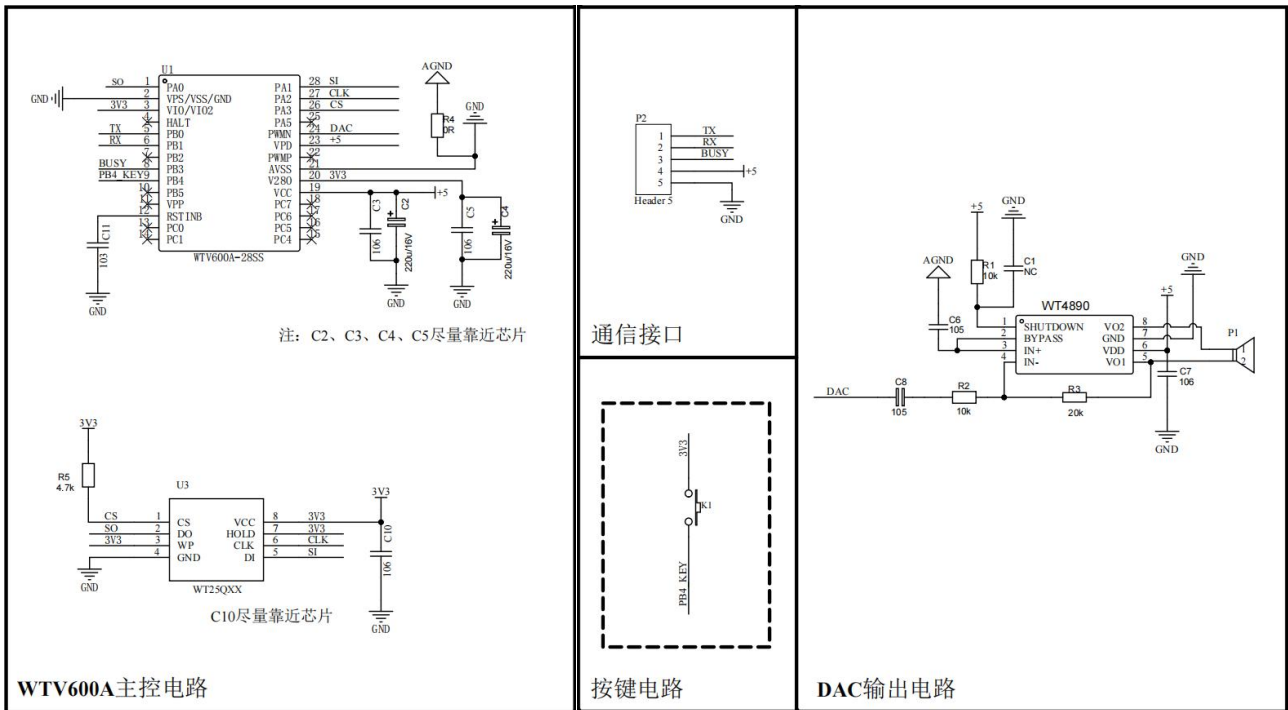 U1
SO 1 PA0 PA1 28 SI
GND 2 VPS/VSS/GND PA2 27 CLK
3V3 3 VIO/VIO2 PA3 26 CS
4 HALT PA5 25
TX 5 PB0 PWMN 24 DAC
RX 6 PB1 VPD 23 +5
7 PB2 PWMP 22
BUSY 8 PB3 AVSS 21
PB4_KEY 9 PB4 V280 20 3V3
10 PB5 VCC 19 +5
11 VPP PC7 18
12 RSTINB PC6 17
13 PC0 PC5 16
14 PC1 PC4 15
WTV600A-28SS
C11
103
GND
AGND
R4
0R
GND
C3
106
C2
220u/16V
GND
C5
106
C4
220u/16V
GND
注：C2、C3、C4、C5尽量靠近芯片
3V3
R5
4.7k
U3
CS 1 CS VCC 8 3V3
SO 2 DO HOLD 7 3V3
3V3 3 WP CLK 6 CLK
4 GND DI 5 SI
GND
WT25QXX
3V3
C10
106
GND
C10尽量靠近芯片
WTV600A主控电路
P2
1 TX
2 RX
3 BUSY
4 +5
5
Header 5
GND
通信接口
3V3
K1
PB4_KEY
按键电路
+5
GND
R1
10k
C1
NC
AGND
C6
105
WT4890
1 SHUTDOWN VO2 8
2 BYPASS GND 7
3 IN+ VDD 6
4 IN- VO1 5
GND
+5
P1
1
2
C7
106
GND
DAC
C8
105
R2
10k
R3
20k
DAC输出电路